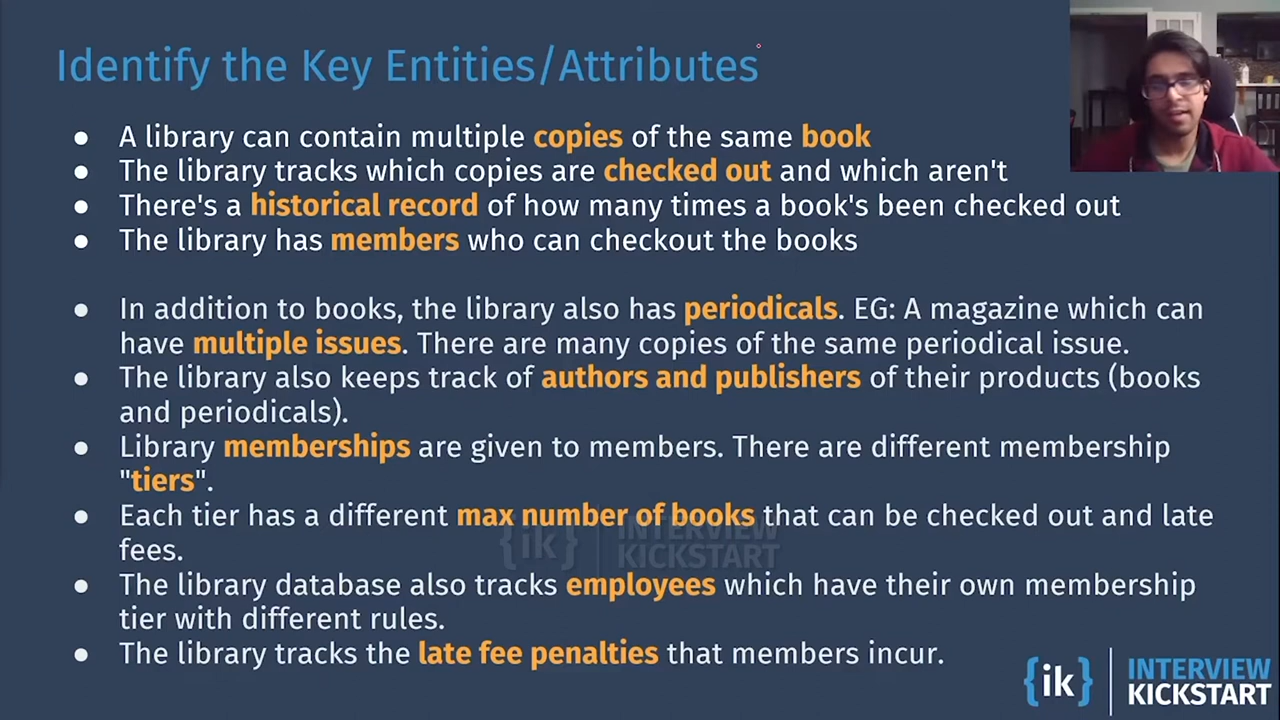 Identify the Key Entities/Attributes
● A library can contain multiple copies of the same book
● The library tracks which copies are checked out and which aren't
● There's a historical record of how many times a book's been checked out
● The library has members who can checkout the books
● In addition to books, the library also has periodicals. EG: A magazine which can
have multiple issues. There are many copies of the same periodical issue.
● The library also keeps track of authors and publishers of their products (books
and periodicals).
● Library memberships are given to members. There are different membership
"tiers".
● Each tier has a different max number of books that can be checked out and late
fees.
{ik} INTERVIEW
KICKSTART
● The library database also tracks employees which have their own membership
tier with different rules.
● The library tracks the late fee penalties that members incur.
{ik} INTERVIEW
KICKSTART